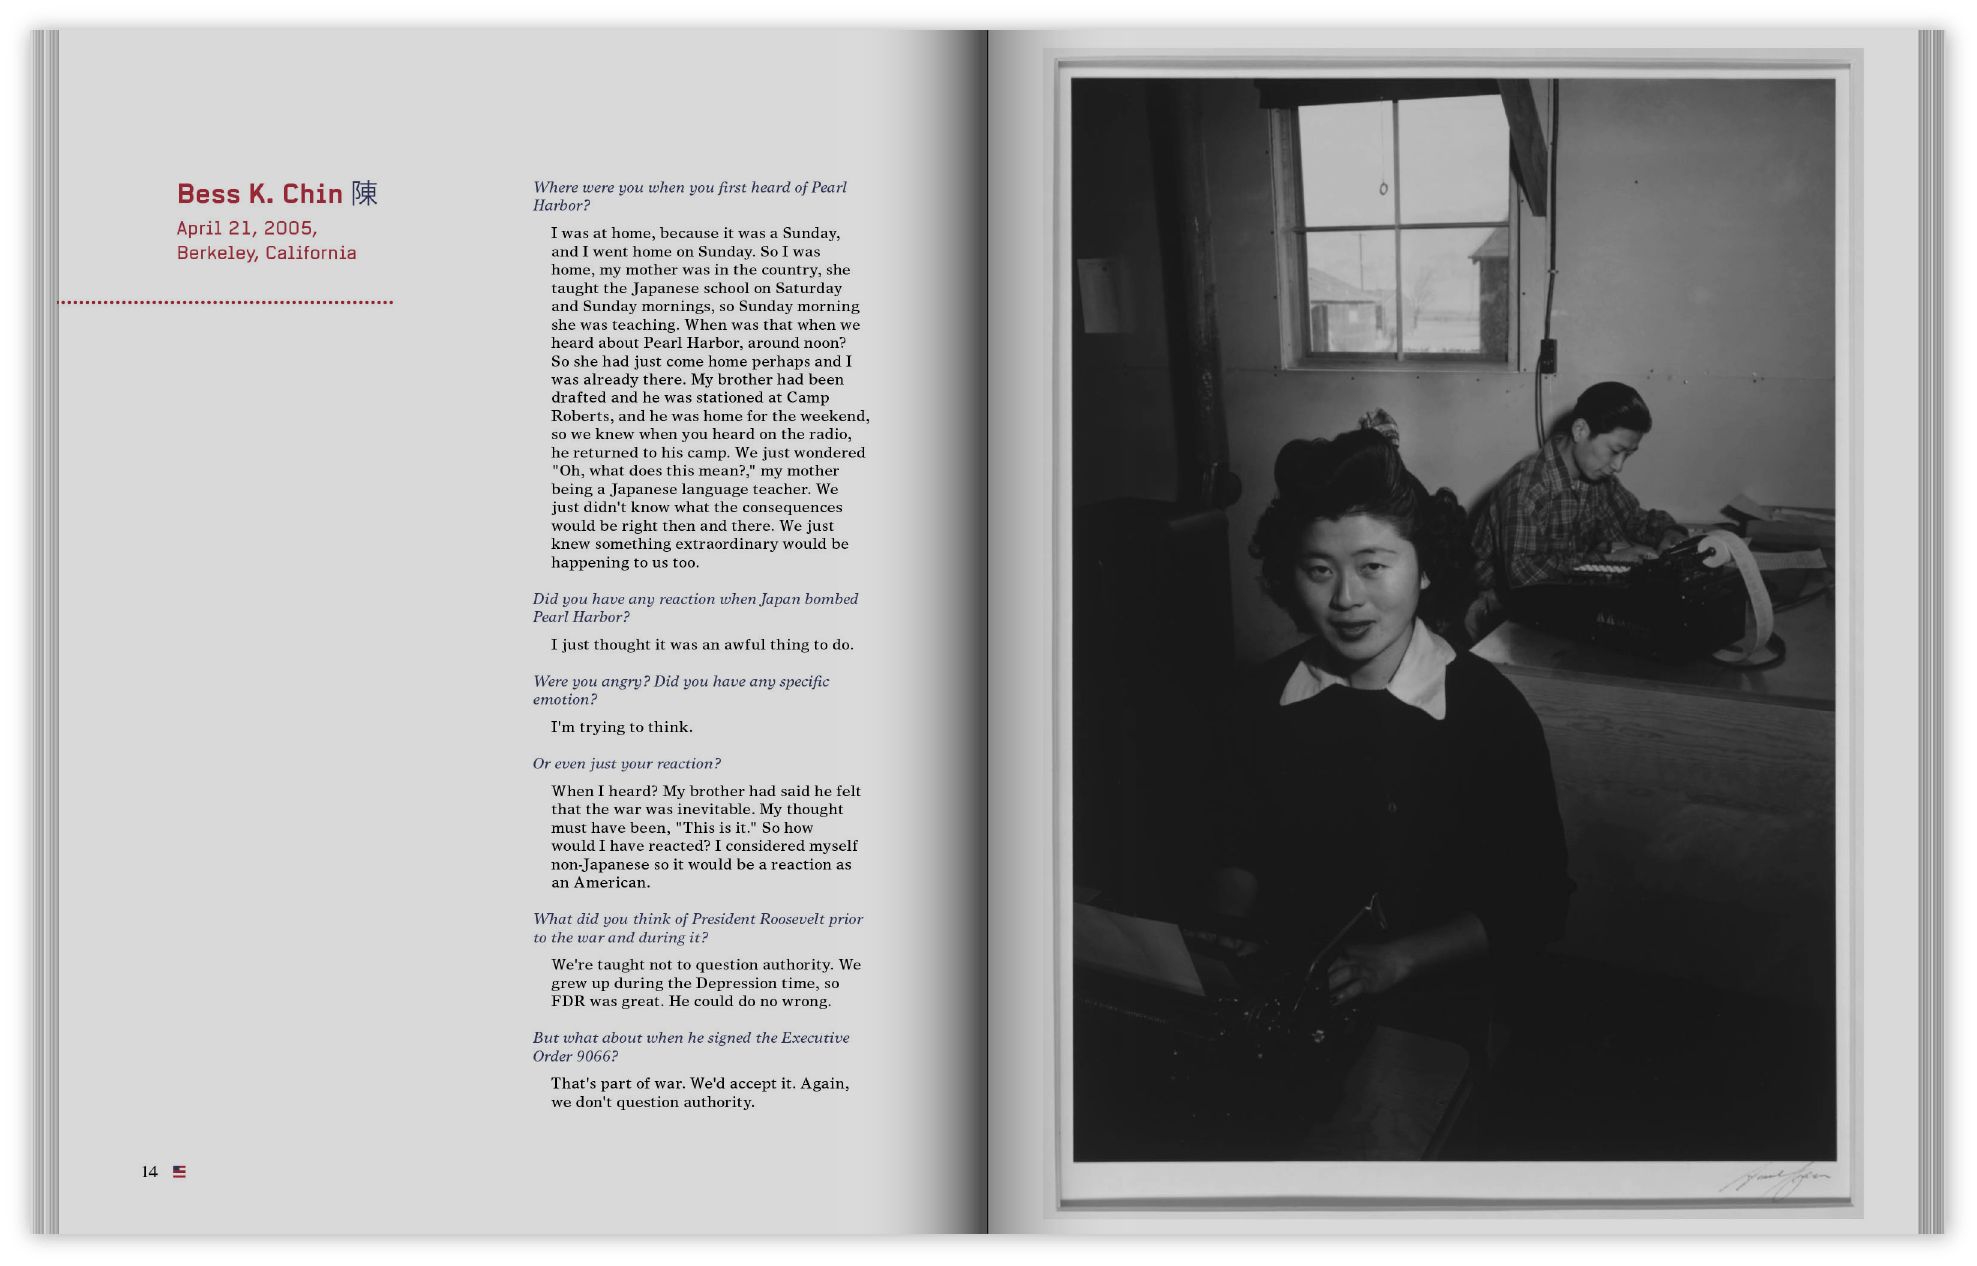 Bess K. Chin 陳
April 21, 2005,
Berkeley, California
Where were you when you first heard of Pearl
Harbor?
I was at home, because it was a Sunday,
and I went home on Sunday. So I was
home, my mother was in the country, she
taught the Japanese school on Saturday
and Sunday mornings, so Sunday morning
she was teaching. When was that when we
heard about Pearl Harbor, around noon?
So she had just come home perhaps and I
was already there. My brother had been
drafted and he was stationed at Camp
Roberts, and he was home for the weekend,
so we knew when you heard on the radio,
he returned to his camp. We just wondered
"Oh, what does this mean?," my mother
being a Japanese language teacher. We
just didn't know what the consequences
would be right then and there. We just
knew something extraordinary would be
happening to us too.
Did you have any reaction when Japan bombed
Pearl Harbor?
I just thought it was an awful thing to do.
Were you angry? Did you have any specific
emotion?
I'm trying to think.
Or even just your reaction?
When I heard? My brother had said he felt
that the war was inevitable. My thought
must have been, "This is it." So how
would I have reacted? I considered myself
non-Japanese so it would be a reaction as
an American.
What did you think of President Roosevelt prior
to the war and during it?
We're taught not to question authority. We
grew up during the Depression time, so
FDR was great. He could do no wrong.
But what about when he signed the Executive
Order 9066?
That's part of war. We'd accept it. Again,
we don't question authority.
14